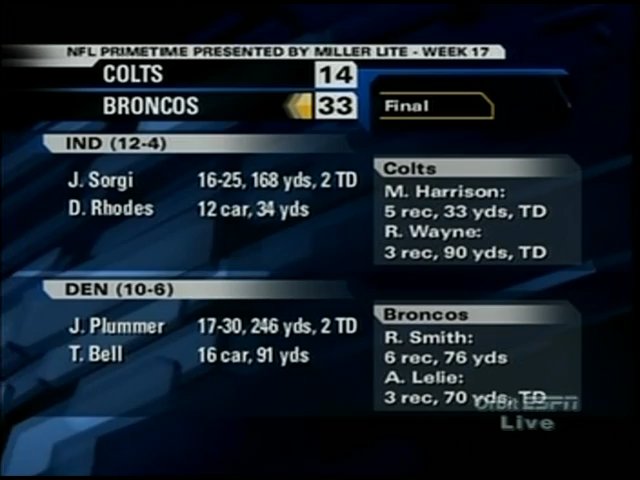 NFL PRIMETIME PRESENTED BY MILLER LITE - WEEK 17
COLTS 14
BRONCOS 33
Final
IND (12-4)
J. Sorgi 16-25, 168 yds, 2 TD
D. Rhodes 12 car, 34 yds
Colts
M. Harrison:
5 rec, 33 yds, TD
R. Wayne:
3 rec, 90 yds, TD
DEN (10-6)
J. Plummer 17-30, 246 yds, 2 TD
T. Bell 16 car, 91 yds
Broncos
R. Smith:
6 rec, 76 yds
A. Lelie:
3 rec, 70 yds, TD
Orbit ESPN
Live